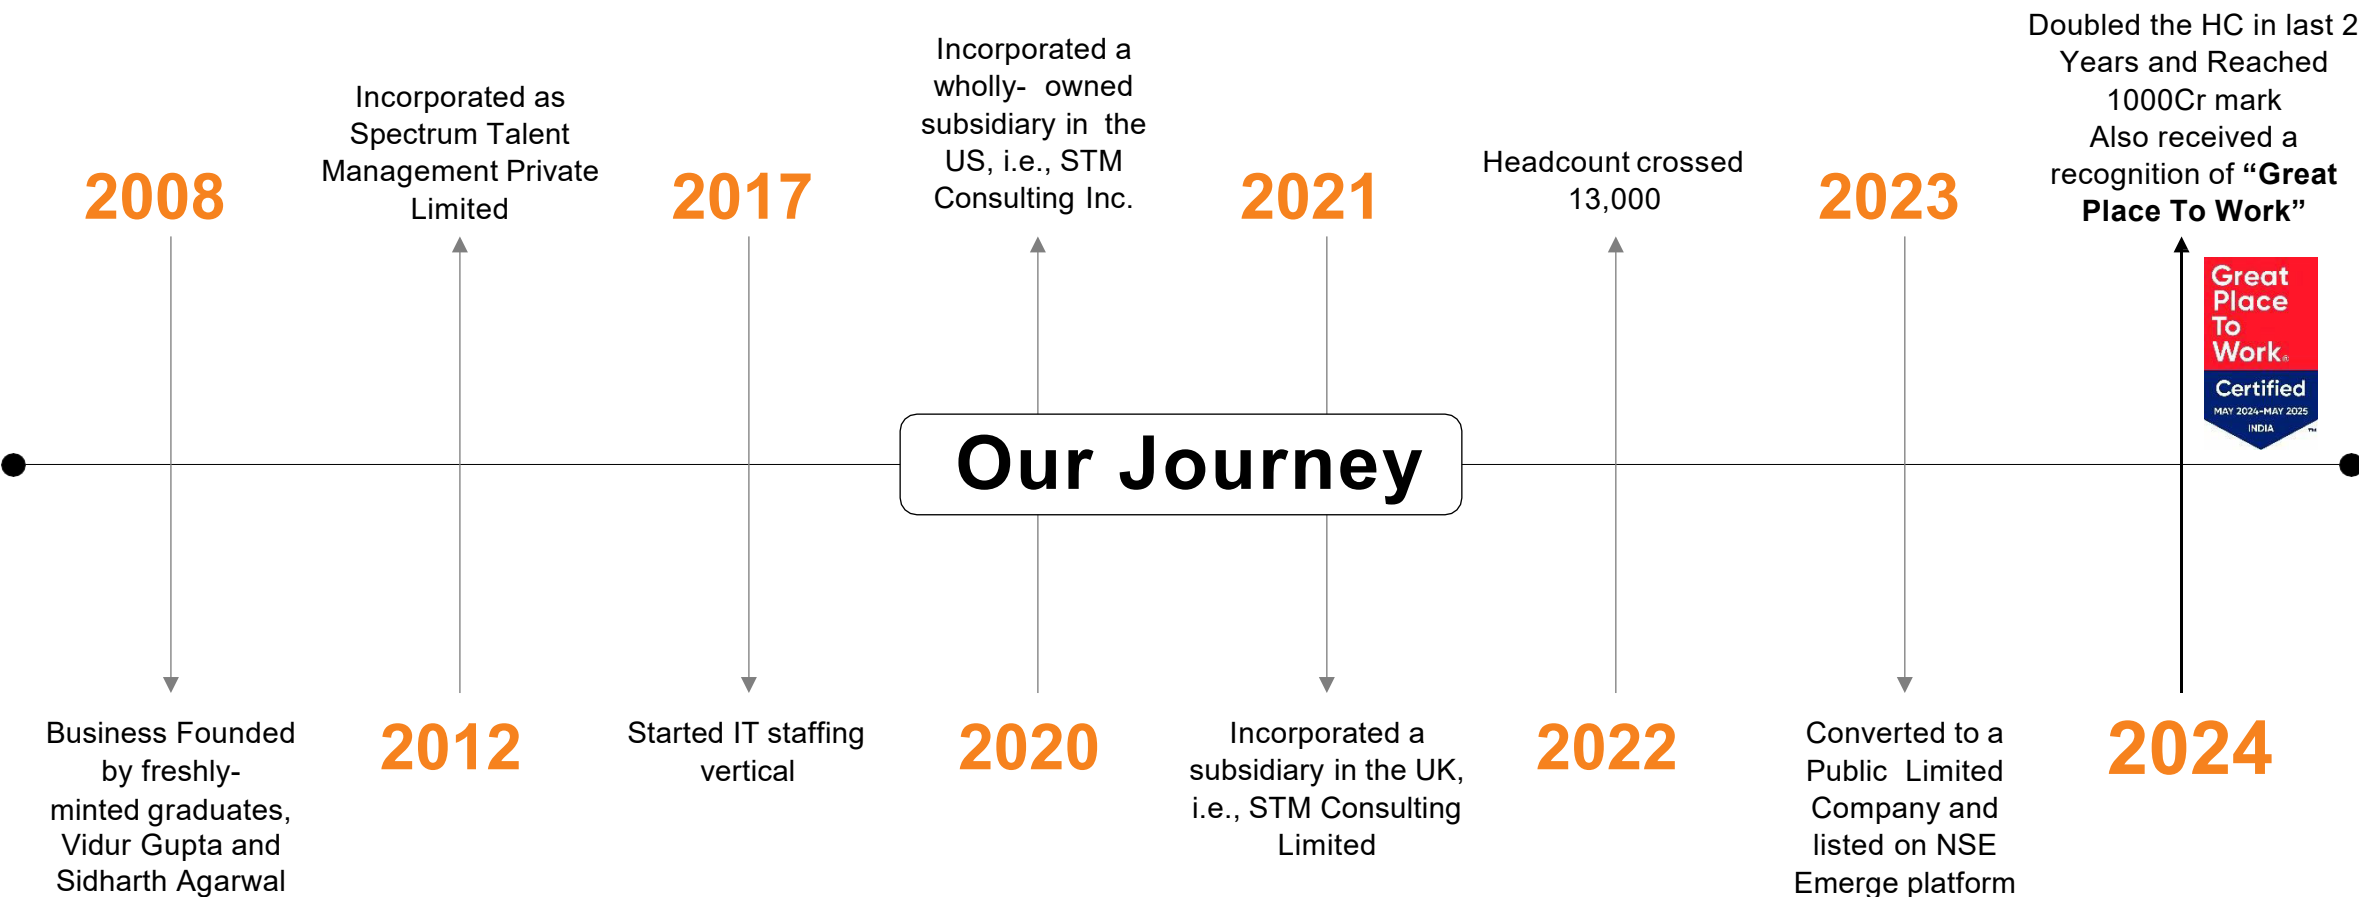 2008
Business Founded
by freshly-
minted graduates,
Vidur Gupta and
Sidharth Agarwal
Incorporated as
Spectrum Talent
Management Private
Limited
2012
2017
Started IT staffing
vertical
Incorporated a
wholly- owned
subsidiary in the
US, i.e., STM
Consulting Inc.
2020
2021
Incorporated a
subsidiary in the UK,
i.e., STM Consulting
Limited
Headcount crossed
13,000
2022
2023
Converted to a
Public Limited
Company and
listed on NSE
Emerge platform
Doubled the HC in last 2
Years and Reached
1000Cr mark
Also received a
recognition of “Great
Place To Work”
2024
Great
Place
To
Work®
Certified
MAY 2024-MAY 2025
INDIA ™
Our Journey